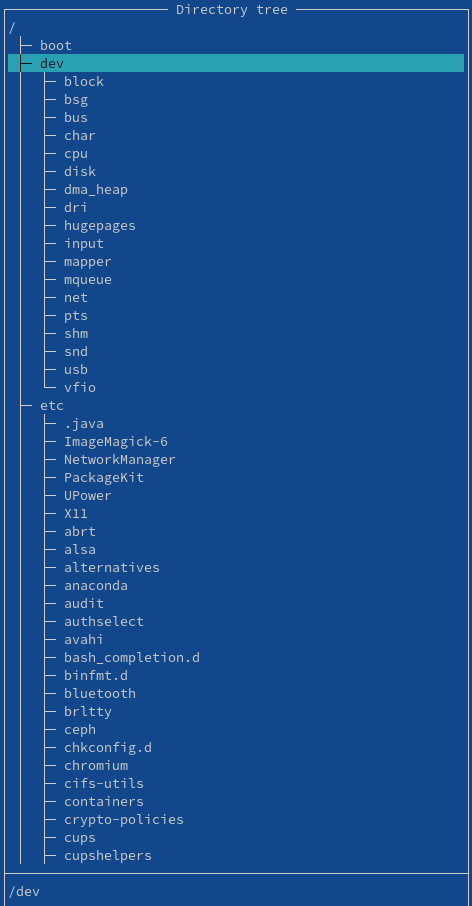 Directory tree
/
boot
dev
block
bsg
bus
char
cpu
disk
dma_heap
dri
hugepages
input
mapper
mqueue
net
pts
shm
snd
usb
vfio
etc
.java
ImageMagick-6
NetworkManager
PackageKit
UPower
X11
abrt
alsa
alternatives
anaconda
audit
authselect
avahi
bash_completion.d
binfmt.d
bluetooth
brltty
ceph
chkconfig.d
chromium
cifs-utils
containers
crypto-policies
cups
cupshelpers
/dev